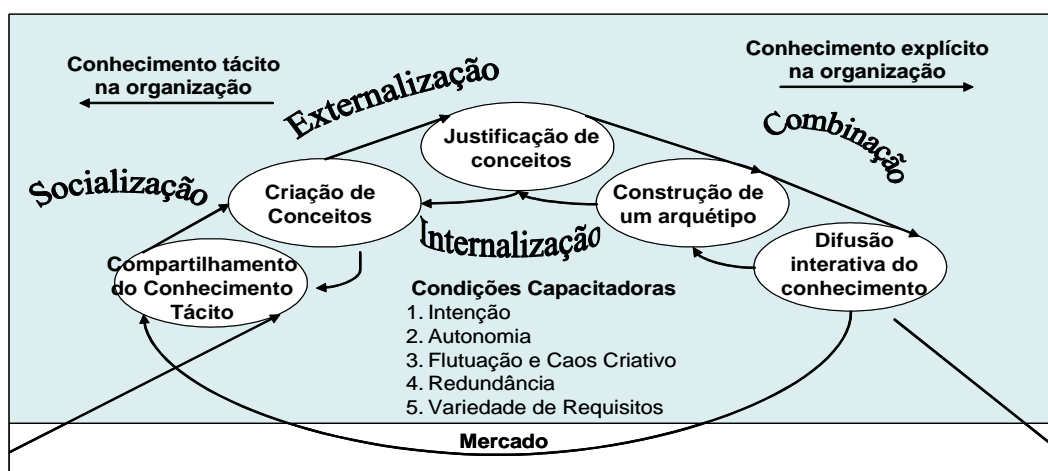 Conhecimento tácito
na organização
Externalização
Conhecimento explícito
na organização
Combinação
Justificação de
conceitos
Socialização
Criação de
Conceitos
Construção de
um arquétipo
Internalização
Compartilhamento
do Conhecimento
Tácito
Difusão
interativa do
conhecimento
Condições Capacitadoras
1. Intenção
2. Autonomia
3. Flutuação e Caos Criativo
4. Redundância
5. Variedade de Requisitos
Mercado